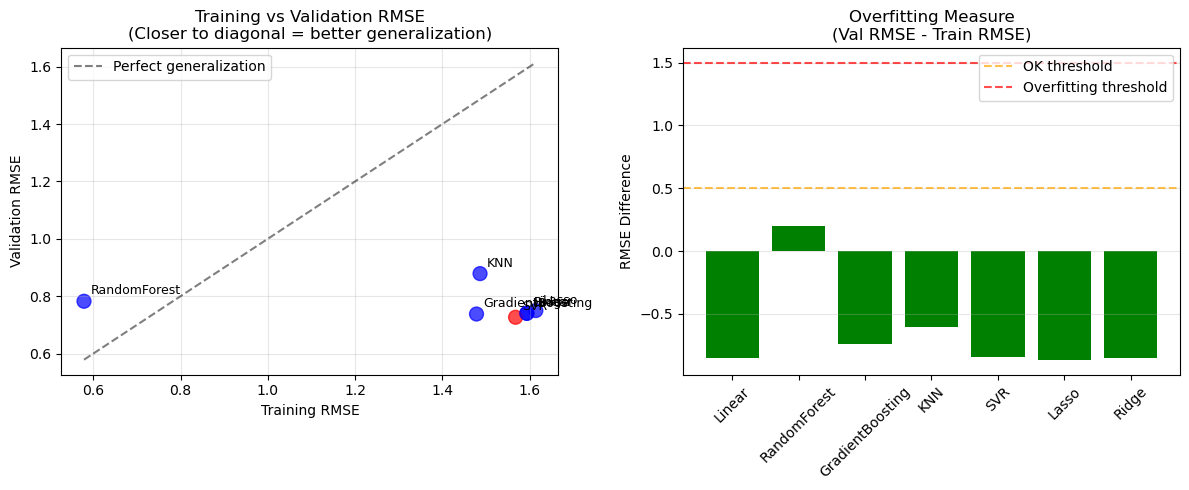 Training vs Validation RMSE
(Closer to diagonal = better generalization)
Perfect generalization
1.6
1.4
1.2
1.0
0.8
0.6
Validation RMSE
KNN
RandomForest
GradientBoosting
0.6
0.8
1.0
1.2
1.4
1.6
Training RMSE
Overfitting Measure
(Val RMSE - Train RMSE)
OK threshold
Overfitting threshold
1.5
1.0
0.5
0.0
−0.5
RMSE Difference
Linear
RandomForest
GradientBoosting
KNN
SVR
Lasso
Ridge